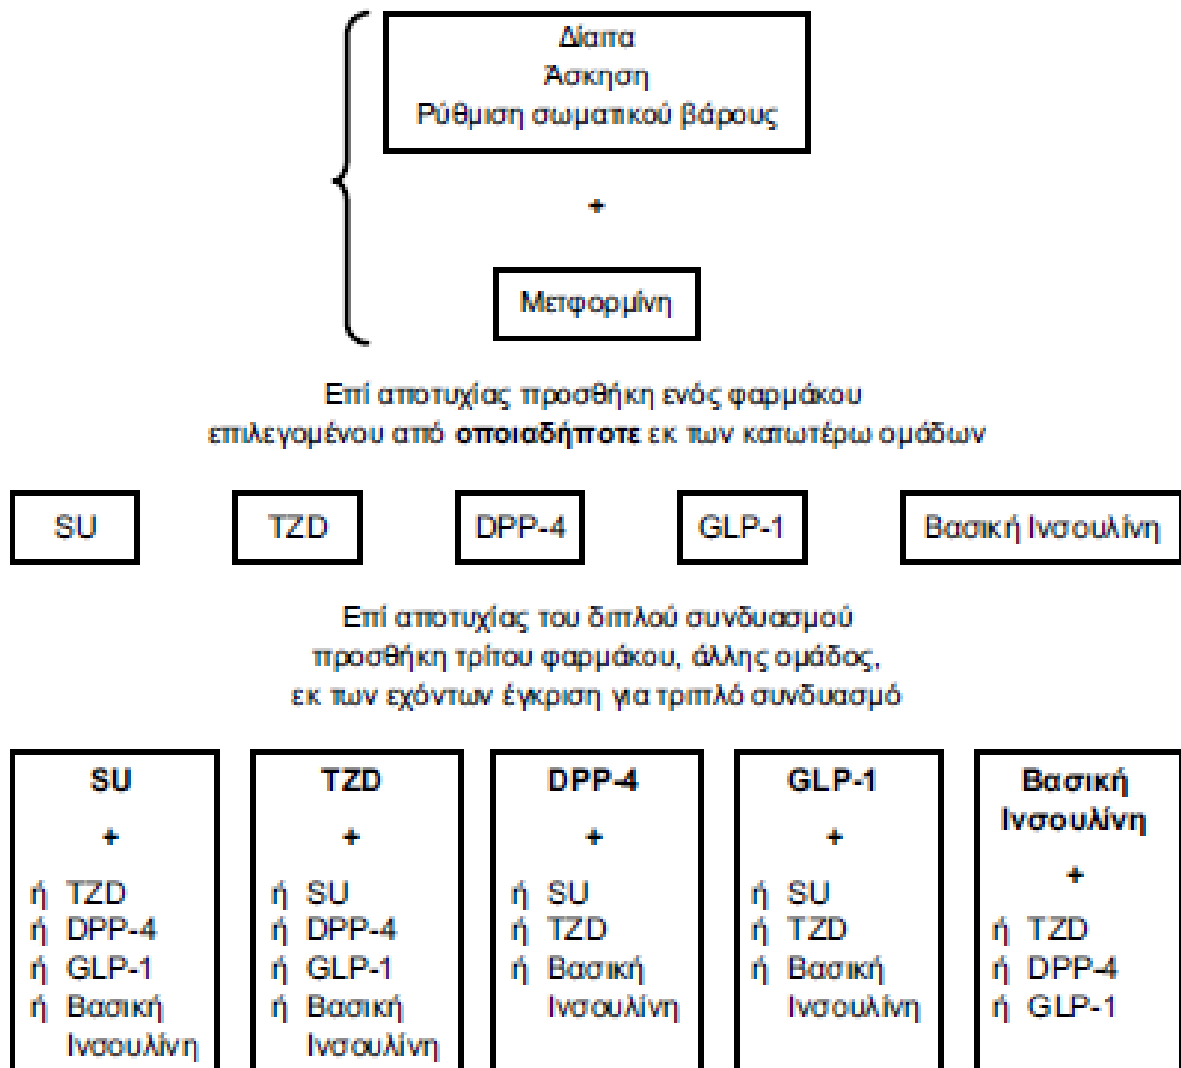 Δίαιτα
Άσκηση
Ρύθμιση σωματικού βάρους
+
Μετφορμίνη
Επί αποτυχίας προσθήκη ενός φαρμάκου
επιλεγομένου από οποιαδήποτε εκ των κατωτέρω ομάδων
SU
TZD
DPP-4
GLP-1
Βασική Ινσουλίνη
Επί αποτυχίας του διπλού συνδυασμού
προσθήκη τρίτου φαρμάκου, άλλης ομάδος,
εκ των εχόντων έγκριση για τριπλό συνδυασμό
SU
+
ή TZD
ή DPP-4
ή GLP-1
ή Βασική
Ινσουλίνη
TZD
+
ή SU
ή DPP-4
ή GLP-1
ή Βασική
Ινσουλίνη
DPP-4
+
ή SU
ή TZD
ή Βασική
Ινσουλίνη
GLP-1
+
ή SU
ή TZD
ή Βασική
Ινσουλίνη
Βασική
Ινσουλίνη
+
ή TZD
ή DPP-4
ή GLP-1